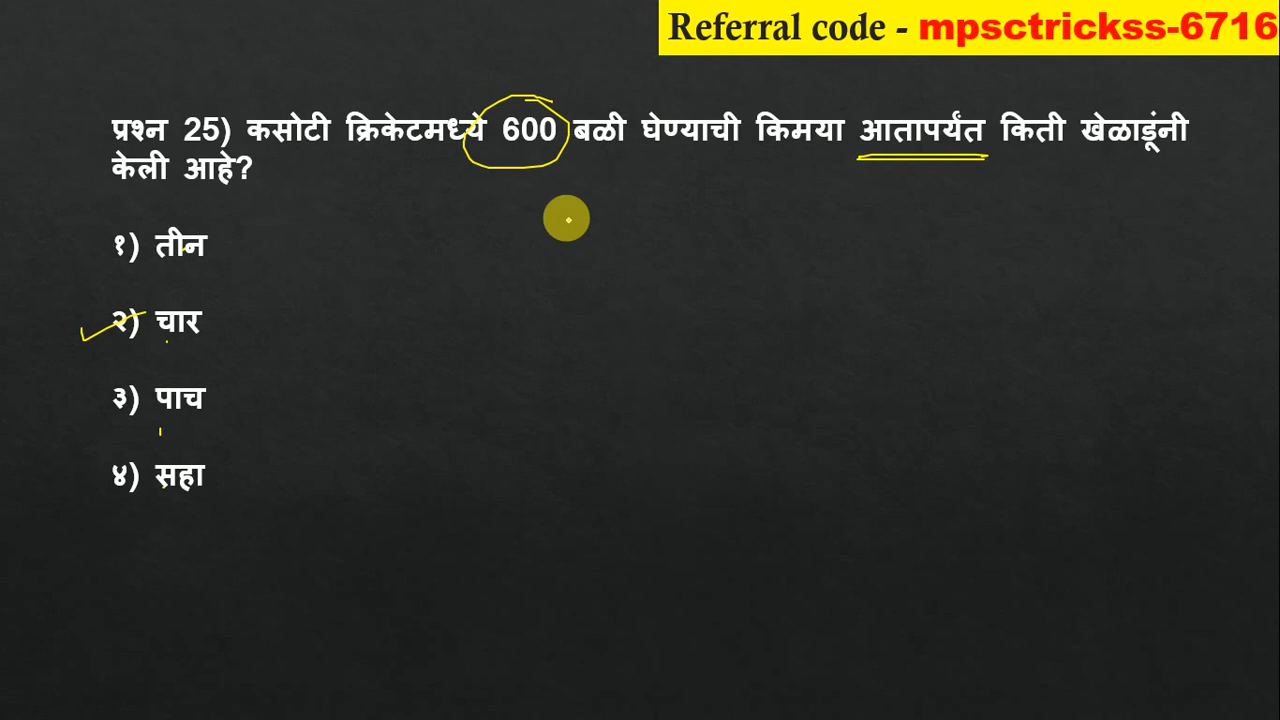 Referral code - mpsctrickss-6716
प्रश्न 25) कसोटी क्रिकेटमध्ये 600 बळी घेण्याची किमया आतापर्यंत किती खेळाडूंनी
केली आहे?
१) तीन
२) चार
३) पाच
४) सहा